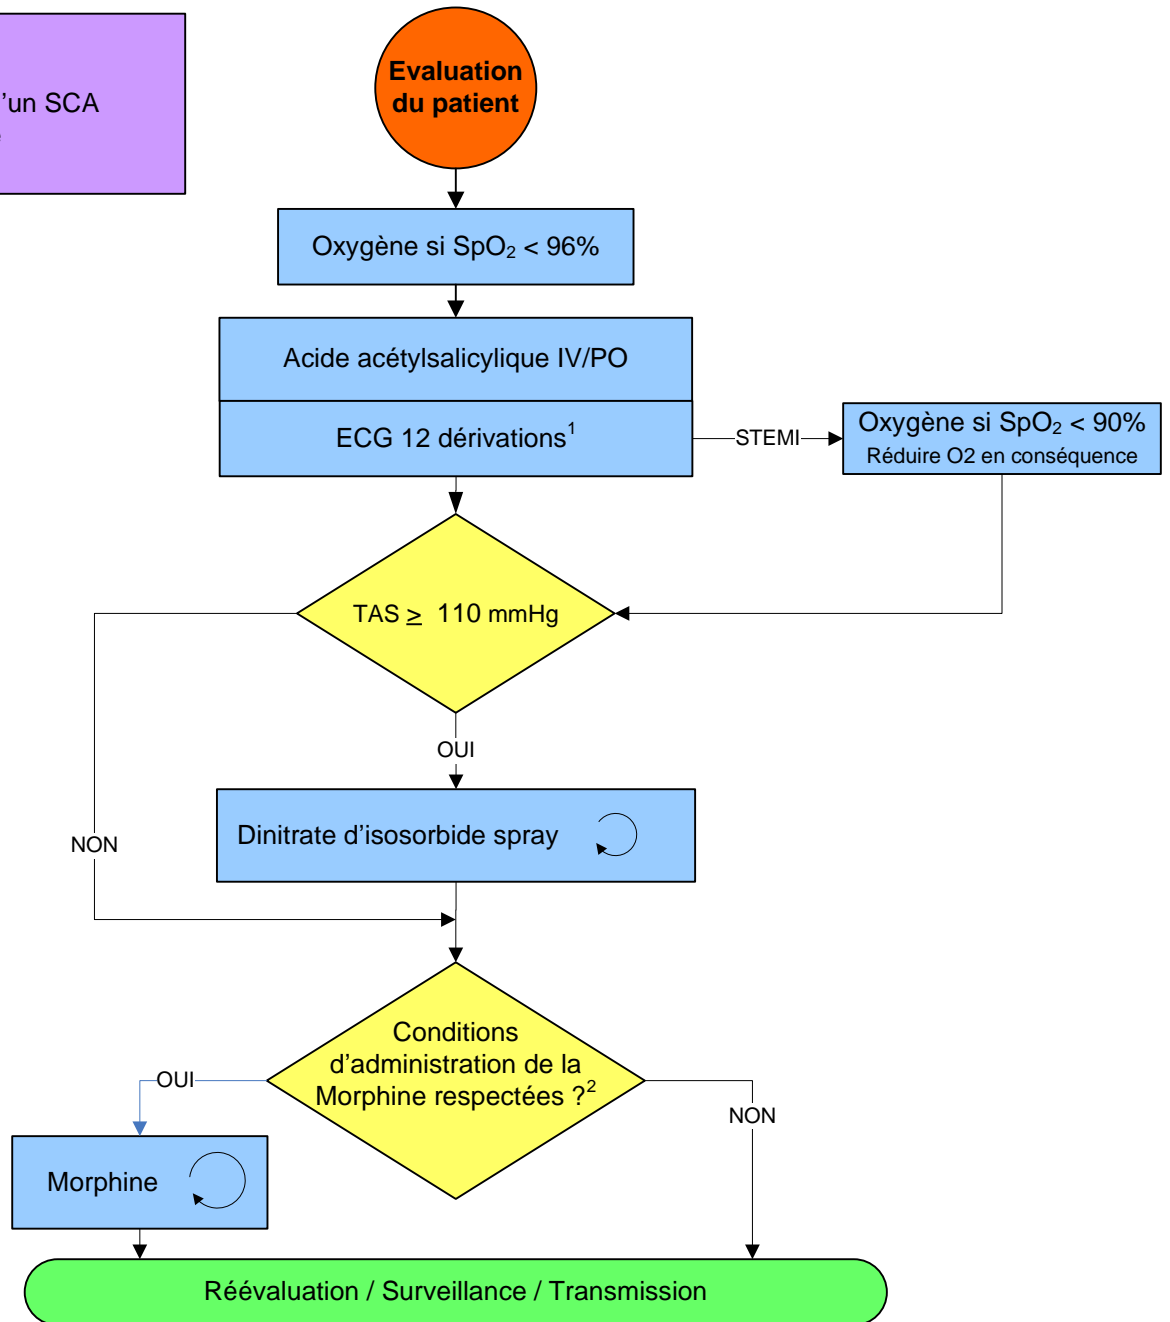 'un SCA
Evaluation
du patient
Oxygène si SpO₂ < 96%
Acide acétylsalicylique IV/PO
ECG 12 dérivations¹
STEMI
Oxygène si SpO₂ < 90%
Réduire O2 en conséquence
TAS ≥ 110 mmHg
OUI
NON
Dinitrate d'isosorbide spray
Conditions
d'administration de la
Morphine respectées ?²
OUI
NON
Morphine
Réévaluation / Surveillance / Transmission